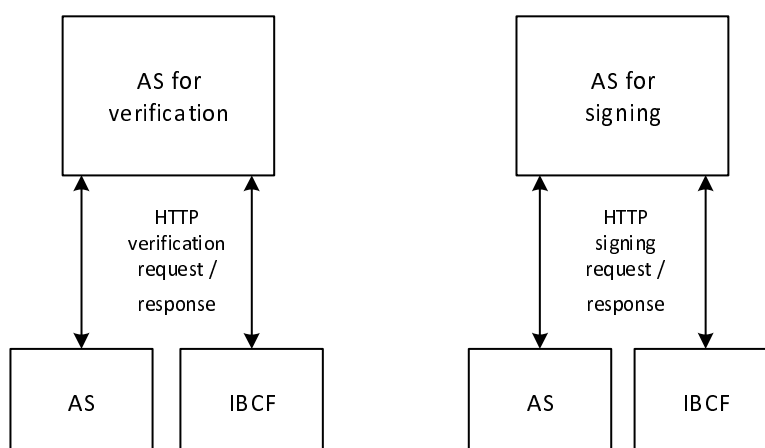 AS for
verification
HTTP
verification
request /
response
AS
IBCF
AS for
signing
HTTP
signing
request /
response
AS
IBCF